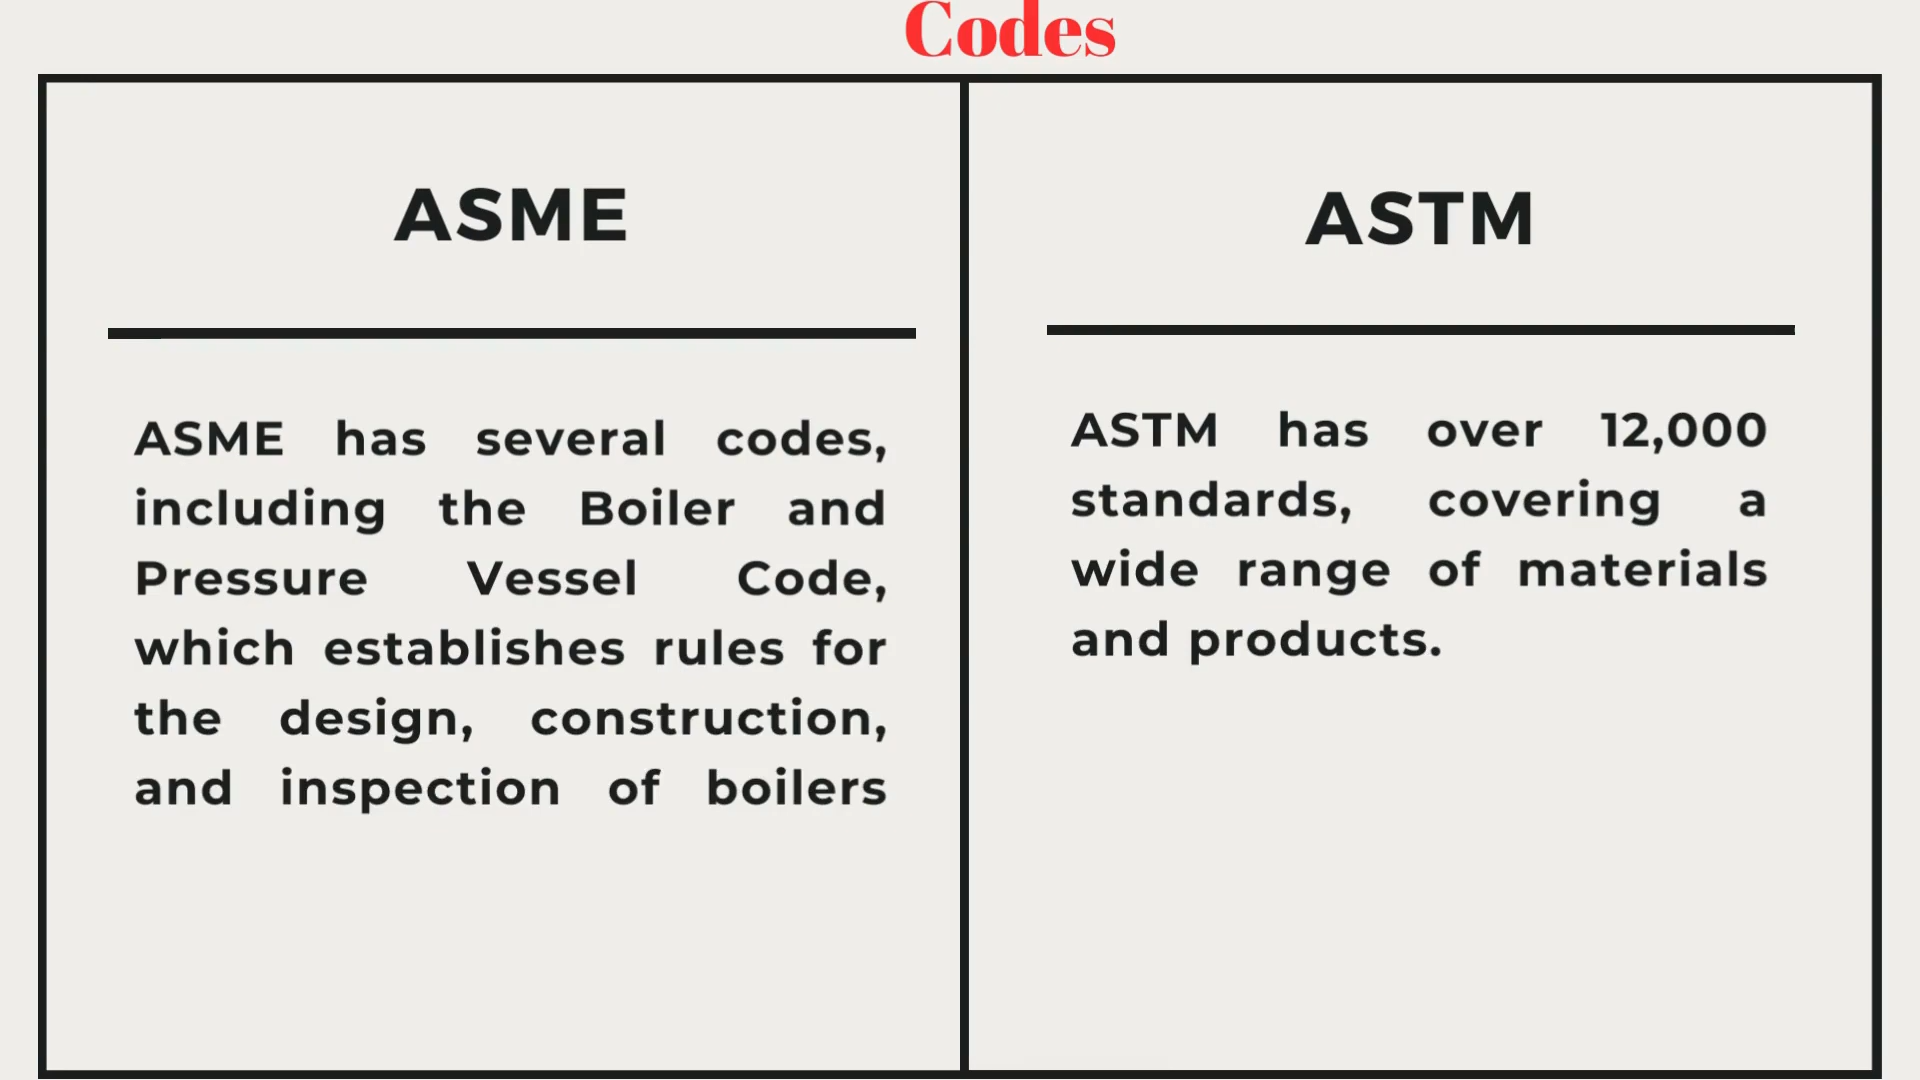 Codes
ASME
ASME has several codes,
including the Boiler and
Pressure Vessel Code,
which establishes rules for
the design, construction,
and inspection of boilers
ASTM
ASTM has over 12,000
standards, covering a
wide range of materials
and products.